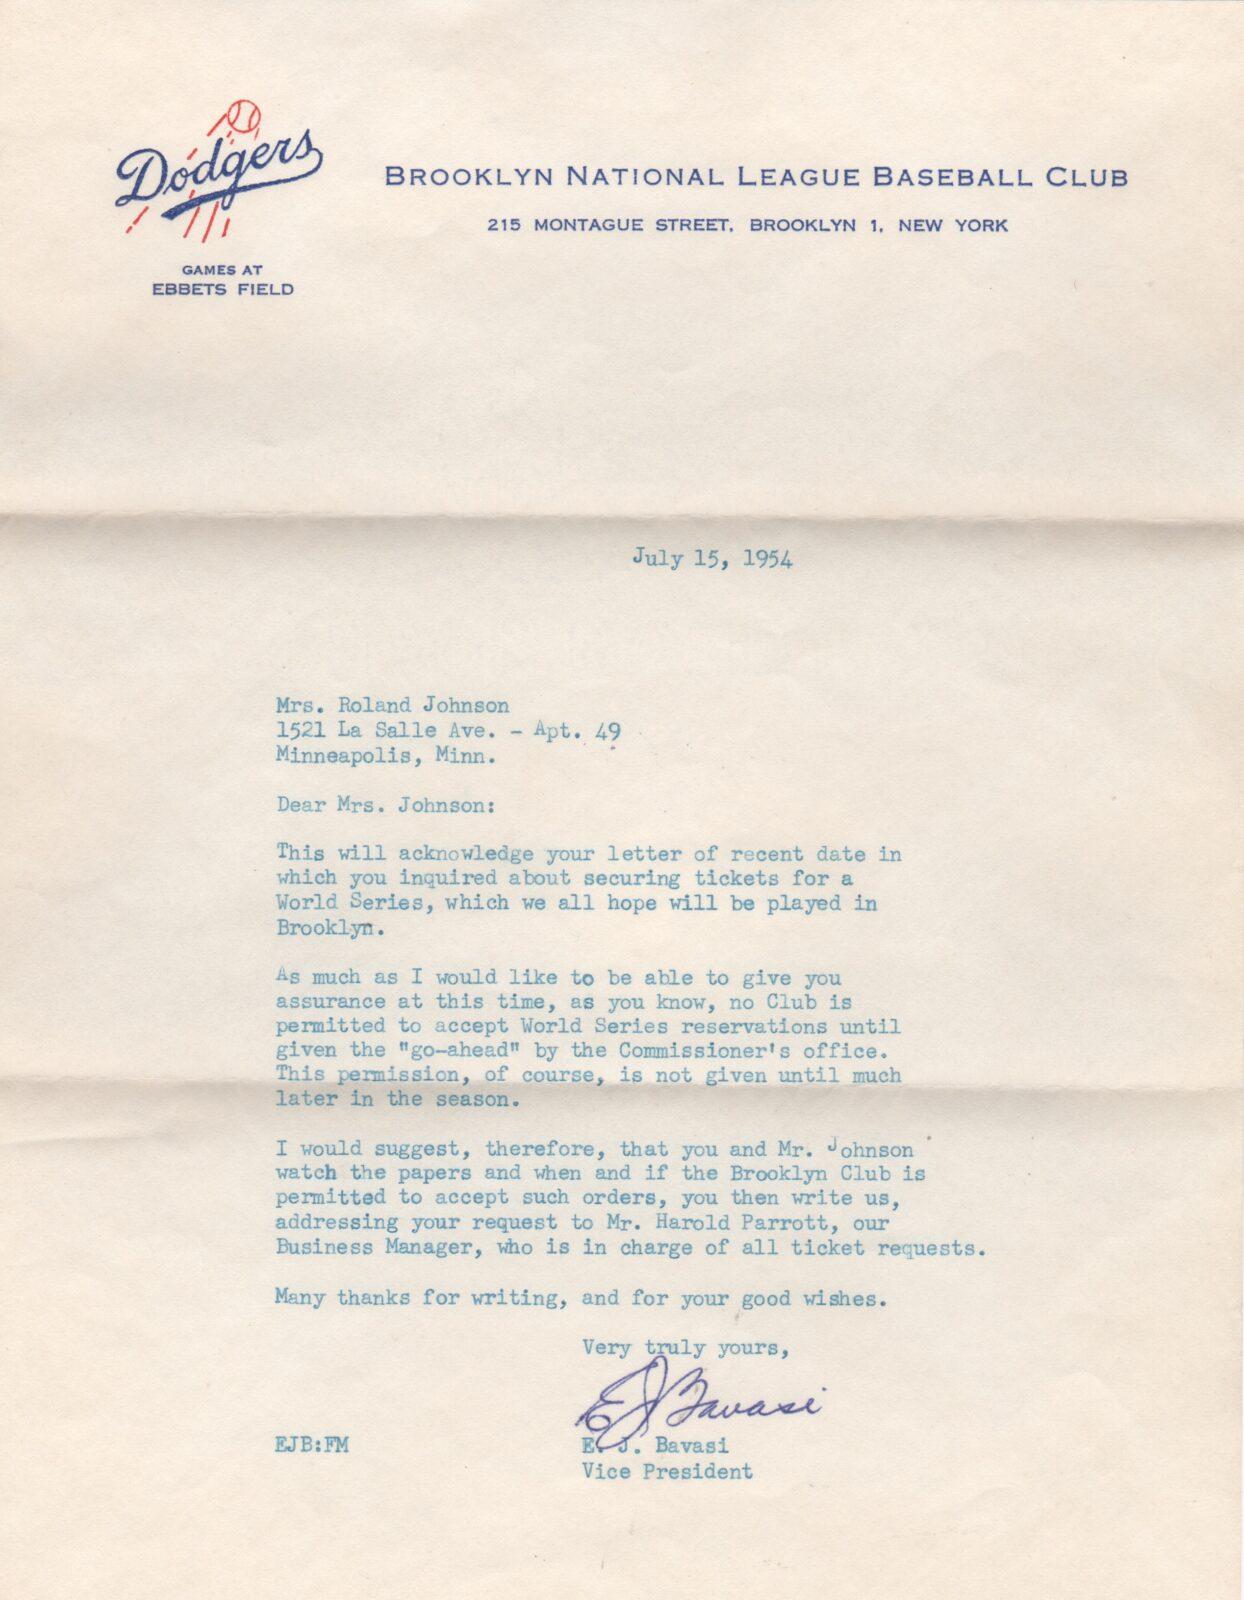 Dodgers
BROOKLYN NATIONAL LEAGUE BASEBALL CLUB
215 MONTAGUE STREET, BROOKLYN 1, NEW YORK
GAMES AT
EBBETS FIELD
July 15, 1954
Mrs. Roland Johnson
1521 La Salle Ave. - Apt. 49
Minneapolis, Minn.
Dear Mrs. Johnson:
This will acknowledge your letter of recent date in
which you inquired about securing tickets for a
World Series, which we all hope will be played in
Brooklyn.
As much as I would like to be able to give you
assurance at this time, as you know, no Club is
permitted to accept World Series reservations until
given the "go-ahead" by the Commissioner's office.
This permission, of course, is not given until much
later in the season.
I would suggest, therefore, that you and Mr. Johnson
watch the papers and when and if the Brooklyn Club is
permitted to accept such orders, you then write us,
addressing your request to Mr. Harold Parrott, our
Business Manager, who is in charge of all ticket requests.
Many thanks for writing, and for your good wishes.
Very truly yours,
EJ Bavasi
EJB:FM
E. J. Bavasi
Vice President